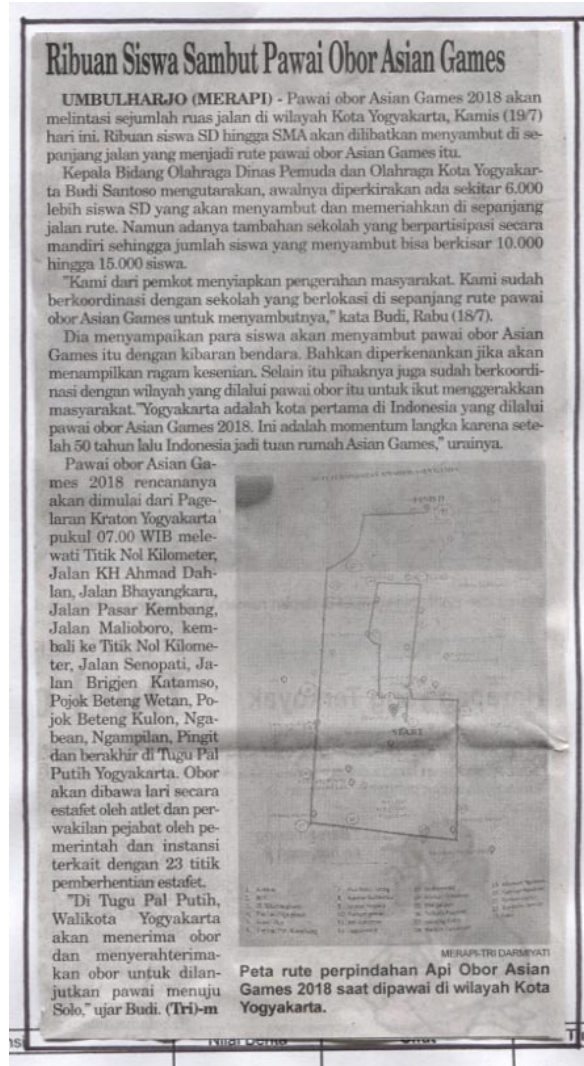 Ribuan Siswa Sambut Pawai Obor Asian Games
UMBULHARJO (MERAPI) - Pawai obor Asian Games 2018 akan
melintasi sejumlah ruas jalan di wilayah Kota Yogyakarta, Kamis (19/7)
hari ini. Ribuan siswa SD hingga SMA akan dilibatkan menyambut di se-
panjang jalan yang menjadi rute pawai obor Asian Games itu.
Kepala Bidang Olahraga Dinas Pemuda dan Olahraga Kota Yogyakar-
ta Budi Santoso mengutarakan, awalnya diperkirakan ada sekitar 6.000
lebih siswa SD yang akan menyambut dan memeriahkan di sepanjang
jalan rute. Namun adanya tambahan sekolah yang berpartisipasi secara
mandiri sehingga jumlah siswa yang menyambut bisa berkisar 10.000
hingga 15.000 siswa.
"Kami dari pemkot menyiapkan pengerahan masyarakat. Kami sudah
berkoordinasi dengan sekolah yang berlokasi di sepanjang rute pawai
obor Asian Games untuk menyambutnya," kata Budi, Rabu (18/7).
Dia menyampaikan para siswa akan menyambut pawai obor Asian
Games itu dengan kibaran bendara. Bahkan diperkenankan jika akan
menampilkan ragam kesenian. Selain itu pihaknya juga sudah berkoordi-
nasi dengan wilayah yang dilalui pawai obor itu untuk ikut menggerakkan
masyarakat."Yogyakarta adalah kota pertama di Indonesia yang dilalui
pawai obor Asian Games 2018. Ini adalah momentum langka karena sete-
lah 50 tahun lalu Indonesia jadi tuan rumah Asian Games," urainya.
Pawai obor Asian Ga-
mes 2018 rencananya
akan dimulai dari Page-
laran Kraton Yogyakarta
pukul 07.00 WIB mele-
wati Titik Nol Kilometer,
Jalan KH Ahmad Dah-
lan, Jalan Bhayangkara,
Jalan Pasar Kembang,
Jalan Malioboro, kem-
bali ke Titik Nol Kilome-
ter, Jalan Senopati, Ja-
lan Brigjen Katamso,
Pojok Beteng Wetan, Po-
jok Beteng Kulon, Nga-
bean, Ngampilan, Pingit
dan berakhir di Tugu Pal
Putih Yogyakarta. Obor
akan dibawa lari secara
estafet oleh atlet dan per-
wakilan pejabat oleh pe-
merintah dan instansi
terkait dengan 23 titik
pemberhentian estafet.
"Di Tugu Pal Putih,
Walikota Yogyakarta
akan menerima obor
dan menyerahterima-
kan obor untuk dilan-
jutkan pawai menuju
Solo," ujar Budi. (Tri)-m
FINISH
START
MERAPI-TRI DARMIYATI
Peta rute perpindahan Api Obor Asian
Games 2018 saat dipawai di wilayah Kota
Yogyakarta.